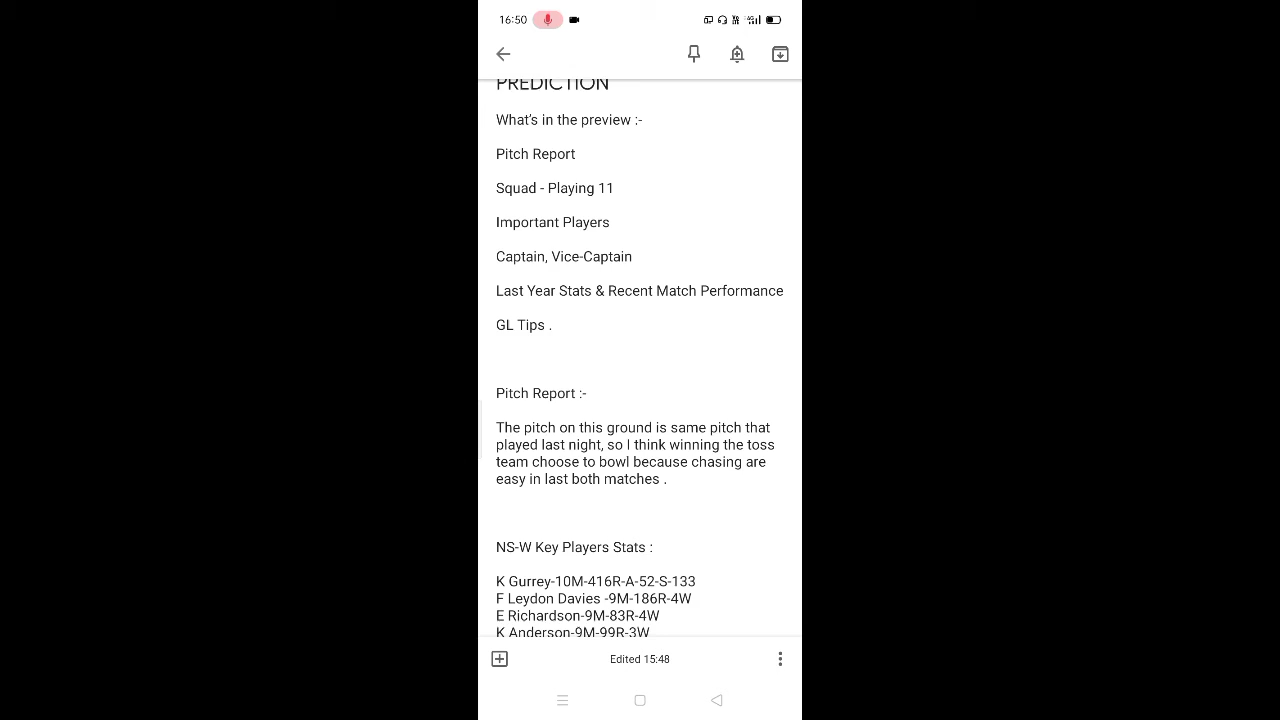 16:50
PREDICTION
What's in the preview :-
Pitch Report
Squad - Playing 11
Important Players
Captain, Vice-Captain
Last Year Stats & Recent Match Performance
GL Tips .
Pitch Report :-
The pitch on this ground is same pitch that
played last night, so I think winning the toss
team choose to bowl because chasing are
easy in last both matches .
NS-W Key Players Stats :
K Gurrey-10M-416R-A-52-S-133
F Leydon Davies -9M-186R-4W
E Richardson-9M-83R-4W
K Anderson-9M-99R-3W
Edited 15:48